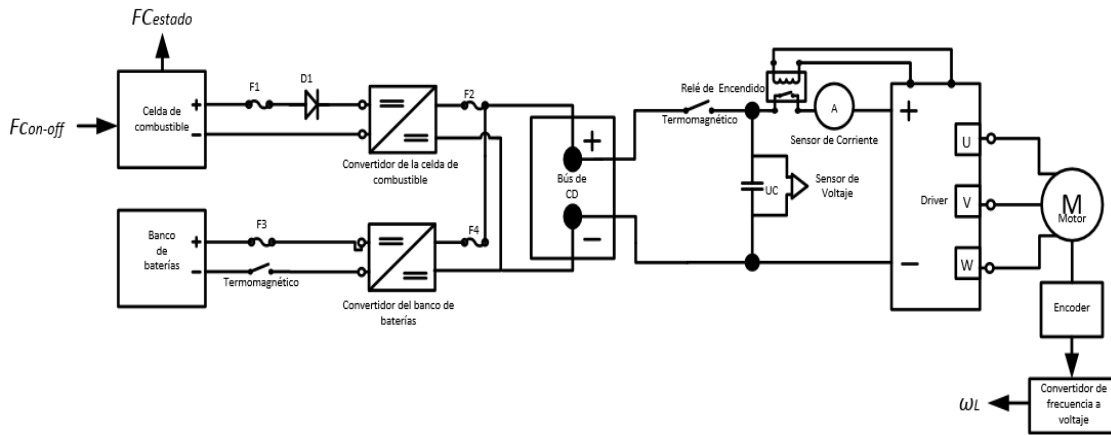 FCestado
FCon-off
Celda de
combustible
+
−
F1
D1
Convertidor de la celda de
combustible
F2
Banco
de
baterías
+
−
F3
Termomagnético
Convertidor del banco de
baterías
F4
+
Bús de
CD
−
Termomagnético
Relé de Encendido
A
Sensor de Corriente
UC
Sensor de
Voltaje
+
Driver
−
U
V
W
M
Motor
Encoder
Convertidor de
frecuencia a
voltaje
ωL